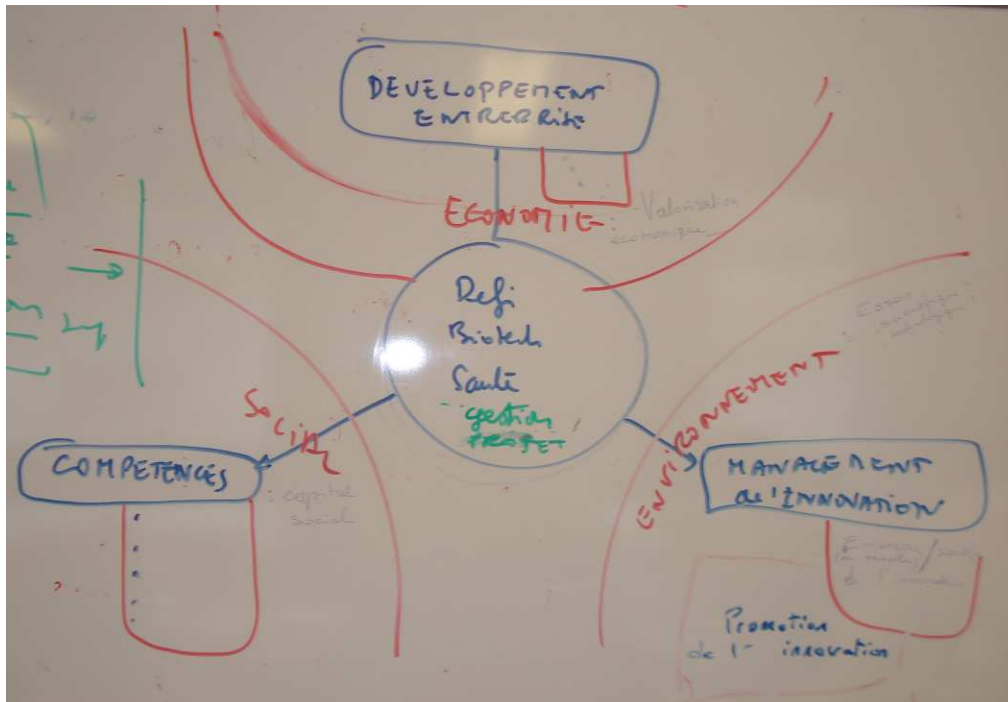 DEVELOPPEMENT
ENTREPRISE
ECONOMIE
- Valorisation
économique
Defi
Biotech
Santé
gestion
PROJET
SOCIAL
ENVIRONNEMENT
COMPETENCES
: capital
social
MANAGEMENT
de l'INNOVATION
Promotion
de l'innovation